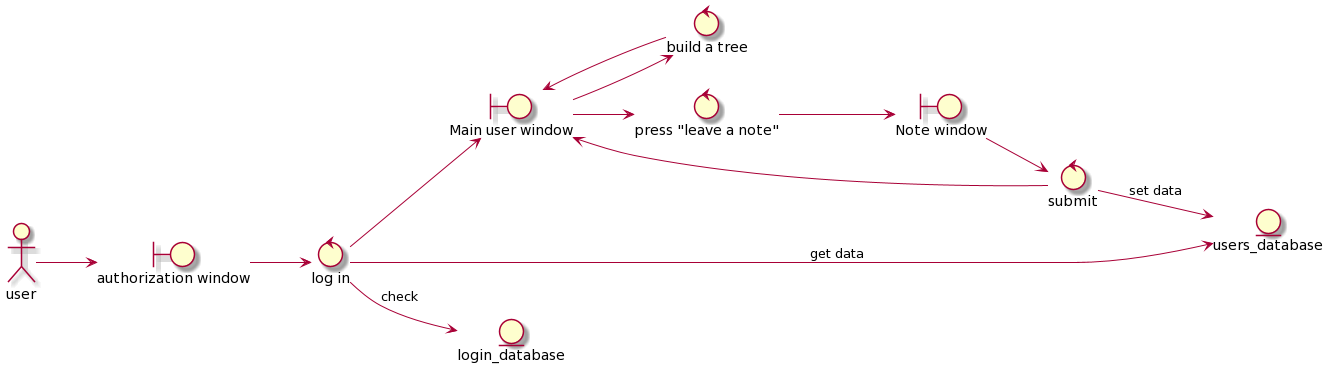 build a tree
Main user window
press "leave a note"
Note window
submit
set data
user
authorization window
log in
get data
users_database
check
login_database